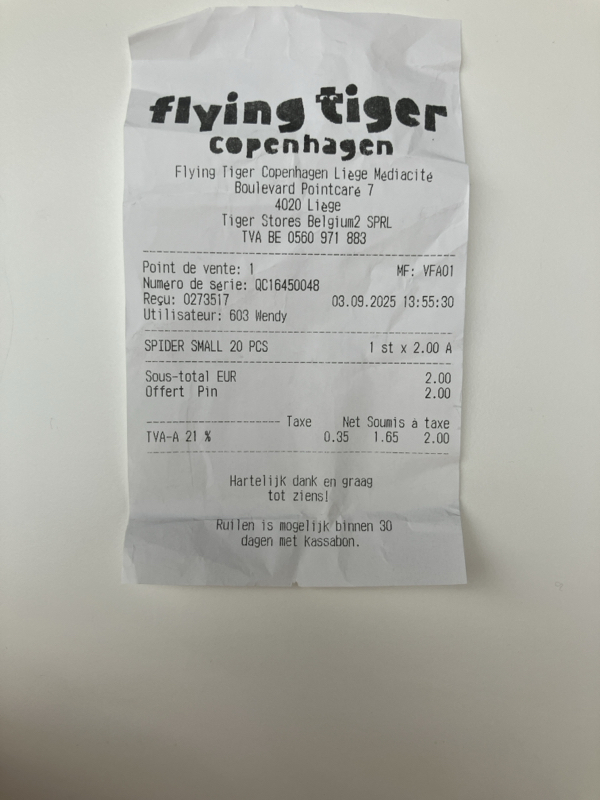 flying tiger
copenhagen
Flying Tiger Copenhagen Liège Médiacité
Boulevard Pointcaré 7
4020 Liège
Tiger Stores Belgium2 SPRL
TVA BE 0560 971 883
Point de vente: 1 MF: VFA01
Numéro de série: QC16450048
Reçu: 0273517 03.09.2025 13:55:30
Utilisateur: 603 Wendy
SPIDER SMALL 20 PCS 1 st x 2.00 A
Sous-total EUR 2.00
Offert Pin 2.00
Taxe Net Soumis à taxe
TVA-A 21 % 0.35 1.65 2.00
Hartelijk dank en graag
tot ziens!
Ruilen is mogelijk binnen 30
dagen met kassabon.